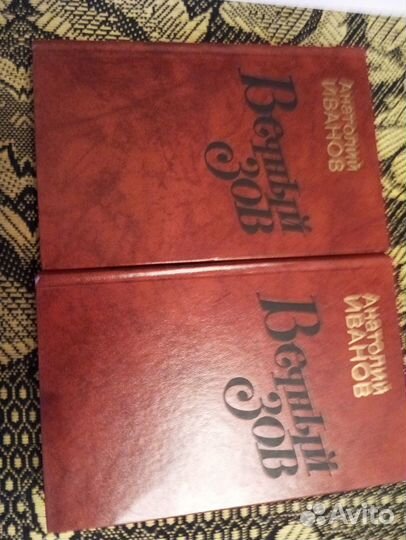 Анатолий
ИВАНОВ
Вечный
зов
Анатолий
ИВАНОВ
Вечный
зов
Avito